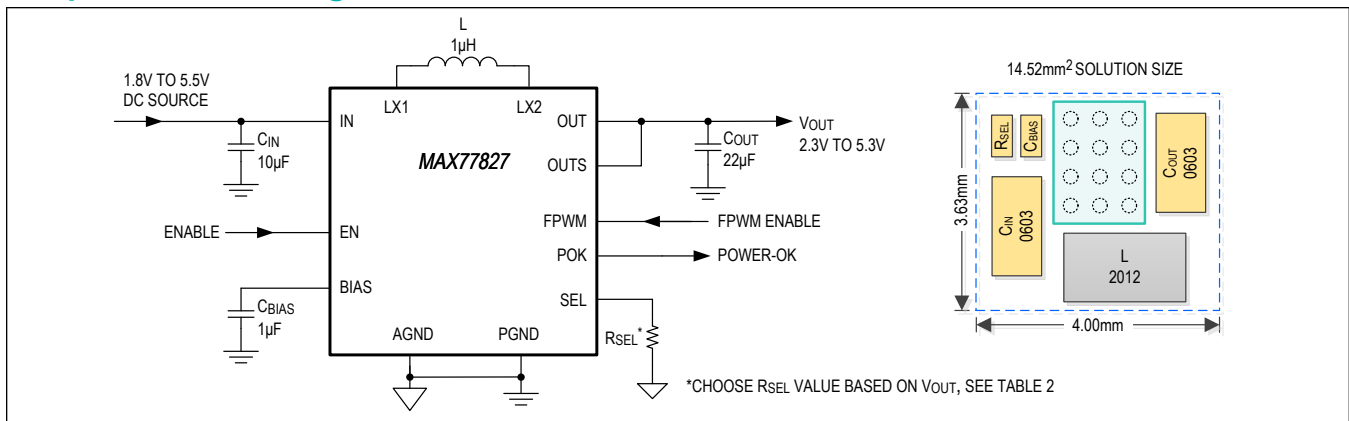 L
1µH
1.8V TO 5.5V
DC SOURCE
LX1
LX2
IN
OUT
VOUT
2.3V TO 5.3V
CIN
10µF
MAX77827
OUTS
COUT
22µF
FPWM
FPWM ENABLE
ENABLE
EN
POK
POWER-OK
BIAS
SEL
CBIAS
1µF
RSEL*
AGND
PGND
*CHOOSE RSEL VALUE BASED ON VOUT, SEE TABLE 2
14.52mm2 SOLUTION SIZE
3.63mm
RSEL
CBIAS
COUT
0603
CIN
0603
L
2012
4.00mm